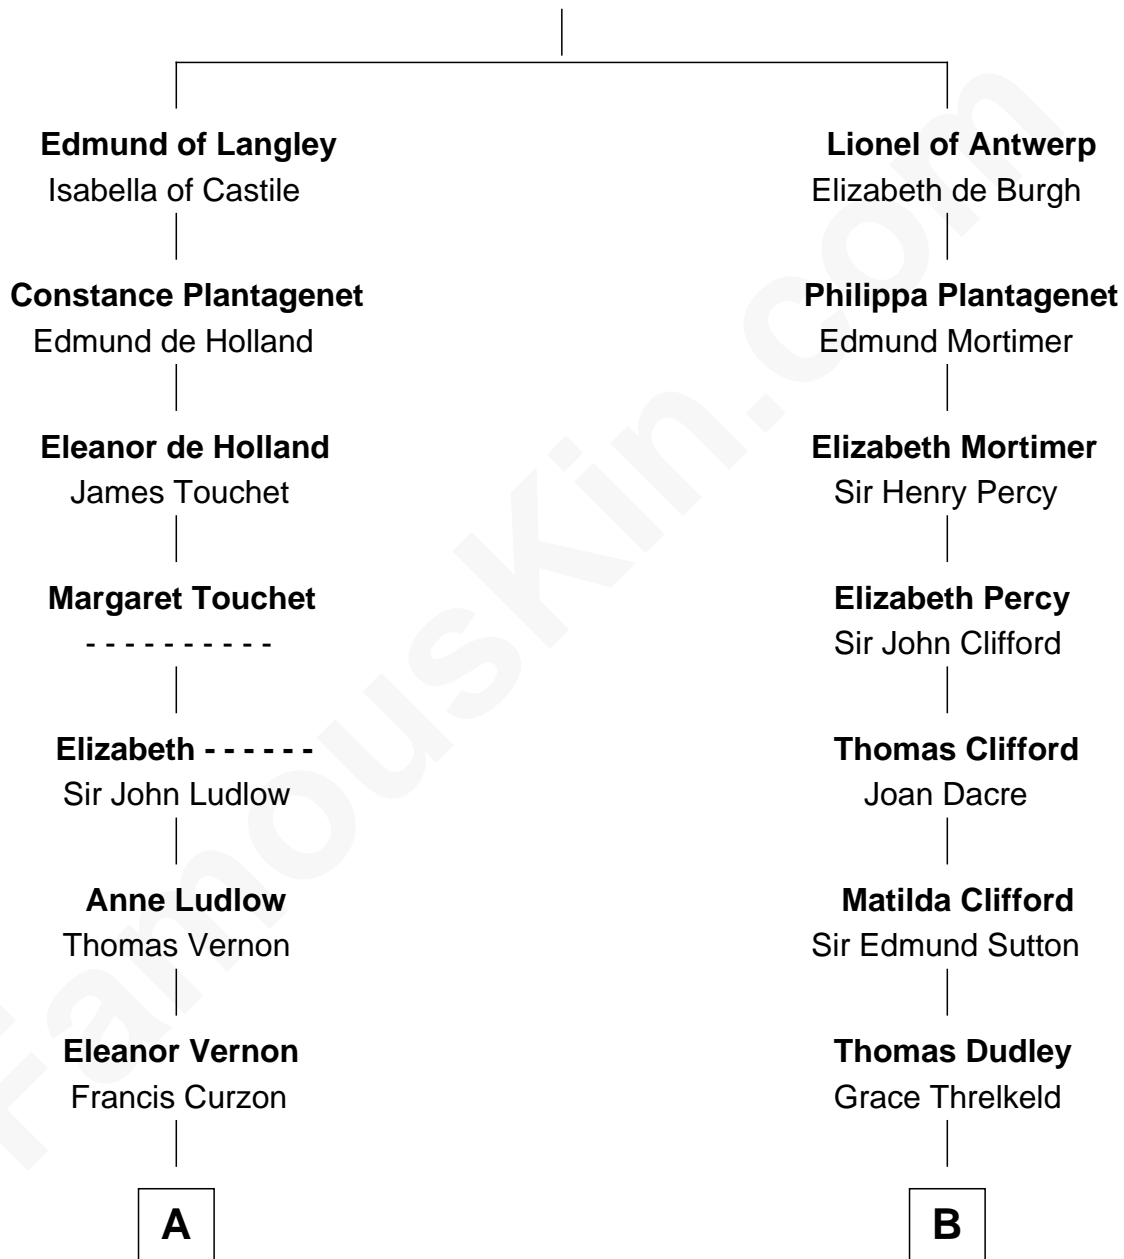 Edmund of Langley
Isabella of Castile
Constance Plantagenet
Edmund de Holland
Eleanor de Holland
James Touchet
Margaret Touchet
- - - - - - - - - -
Elizabeth - - - - - -
Sir John Ludlow
Anne Ludlow
Thomas Vernon
Eleanor Vernon
Francis Curzon
A
Lionel of Antwerp
Elizabeth de Burgh
Philippa Plantagenet
Edmund Mortimer
Elizabeth Mortimer
Sir Henry Percy
Elizabeth Percy
Sir John Clifford
Thomas Clifford
Joan Dacre
Matilda Clifford
Sir Edmund Sutton
Thomas Dudley
Grace Threlkeld
B
FamousKin.com